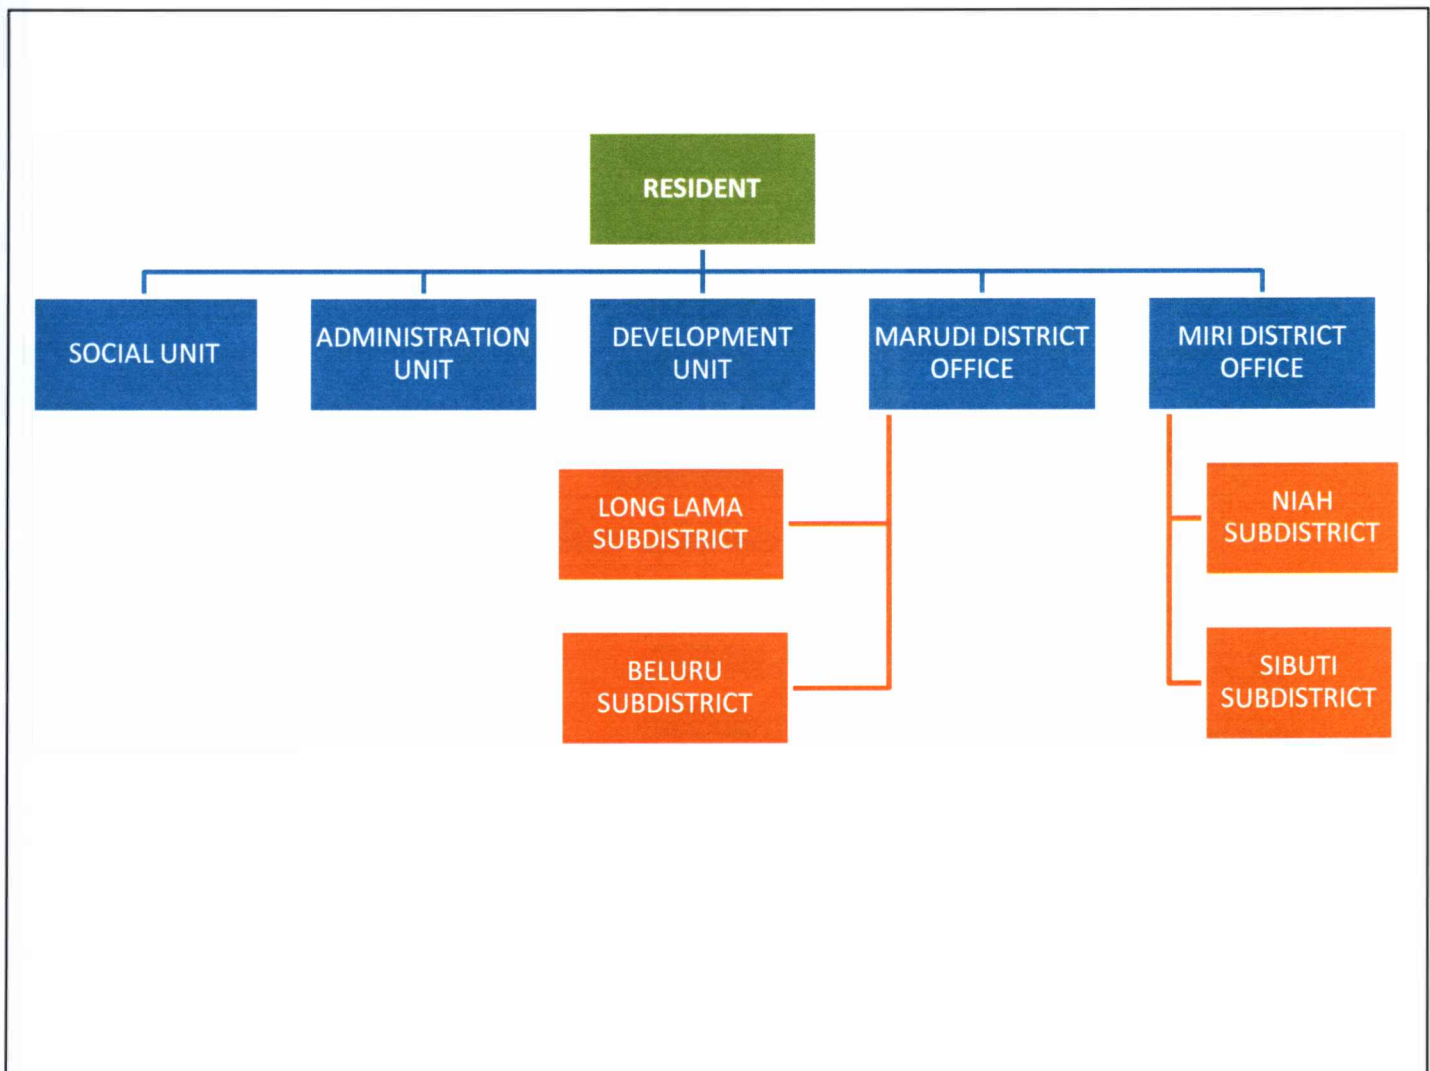 RESIDENT
SOCIAL UNIT
ADMINISTRATION
UNIT
DEVELOPMENT
UNIT
MARUDI DISTRICT
OFFICE
MIRI DISTRICT
OFFICE
LONG LAMA
SUBDISTRICT
NIAH
SUBDISTRICT
BELURU
SUBDISTRICT
SIBUTI
SUBDISTRICT